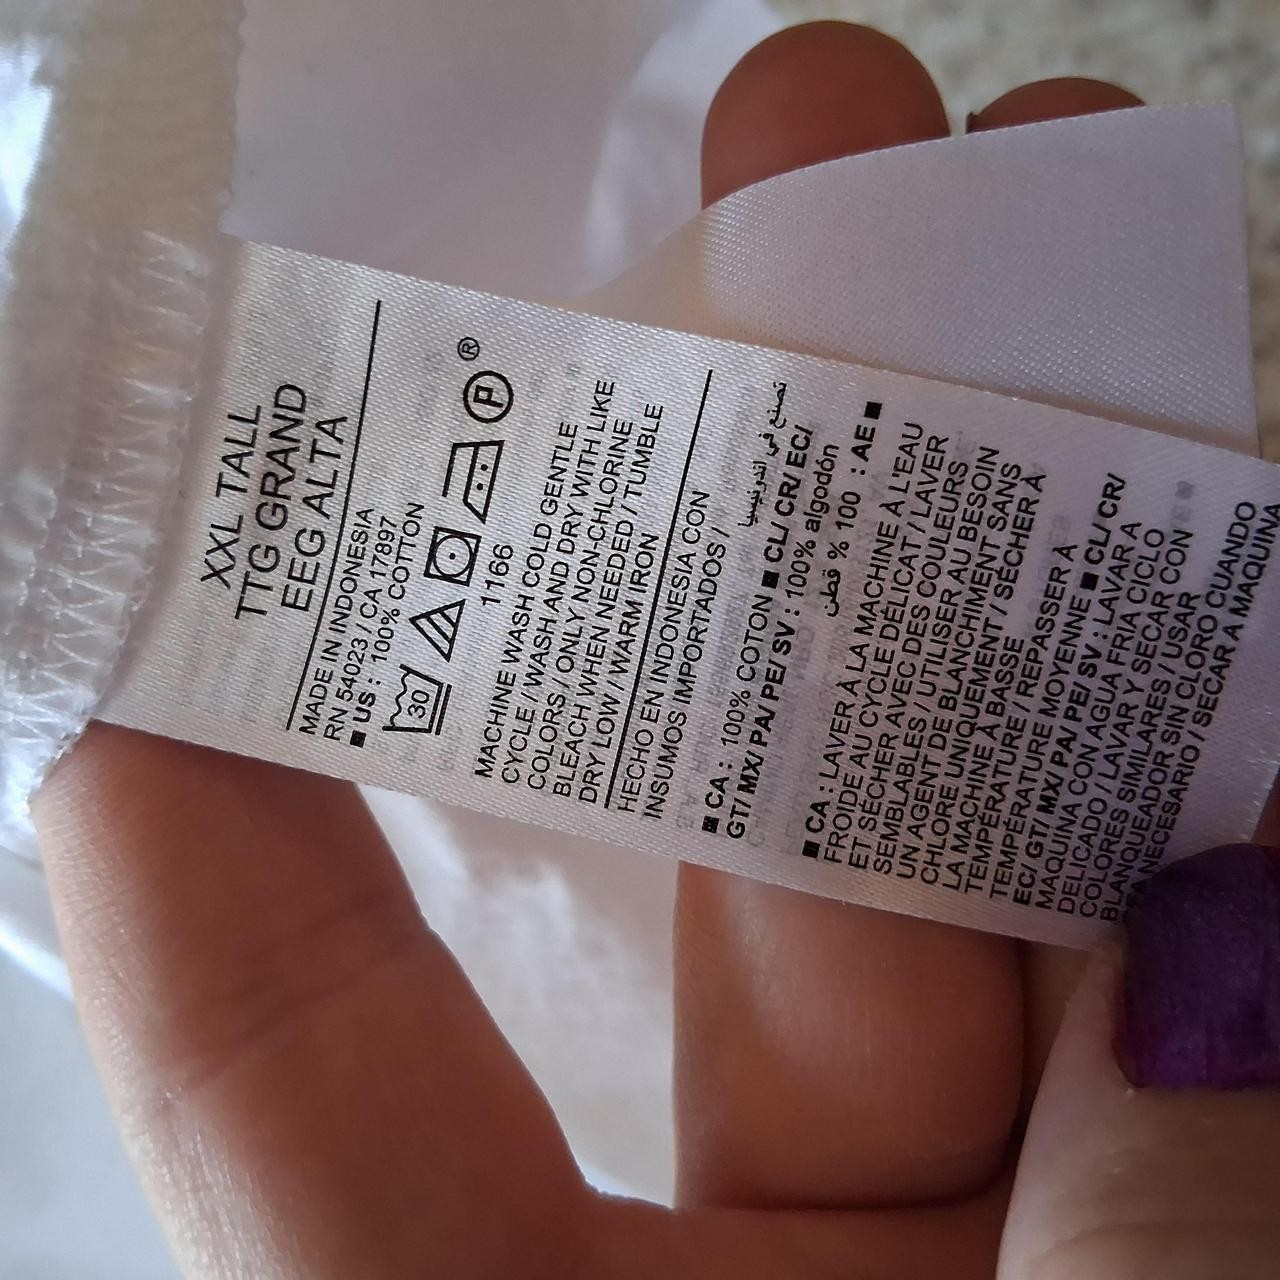 XXL TALL
TTG GRAND
EEG ALTA
MADE IN INDONESIA
RN 54023 / CA 17897
■ US : 100% COTTON
30 P ®
1166
MACHINE WASH COLD GENTLE
CYCLE / WASH AND DRY WITH LIKE
COLORS / ONLY NON-CHLORINE
BLEACH WHEN NEEDED / TUMBLE
DRY LOW / WARM IRON
HECHO EN INDONESIA CON
INSUMOS IMPORTADOS /
تصنع في اندونيسيا
■ CA : 100% COTON ■ CL/ CR/ EC/
GT/ MX/ PA/ PE/ SV : 100% algodón
■ AE : 100 % قطن
■ CA : LAVER À LA MACHINE À L'EAU
FROIDE AU CYCLE DÉLICAT / LAVER
ET SÉCHER AVEC DES COULEURS
SEMBLABLES / UTILISER AU BESOIN
UN AGENT DE BLANCHIMENT SANS
CHLORE UNIQUEMENT / SÉCHER À
LA MACHINE À BASSE
TEMPÉRATURE / REPASSER À
TEMPÉRATURE MOYENNE ■ CL/ CR/
EC/ GT/ MX/ PA/ PE/ SV : LAVAR A
MAQUINA CON AGUA FRIA CICLO
DELICADO / LAVAR Y SECAR CON
COLORES SIMILARES / USAR
BLANQUEADOR SIN CLORO CUANDO
SEA NECESARIO / SECAR A MAQUINA